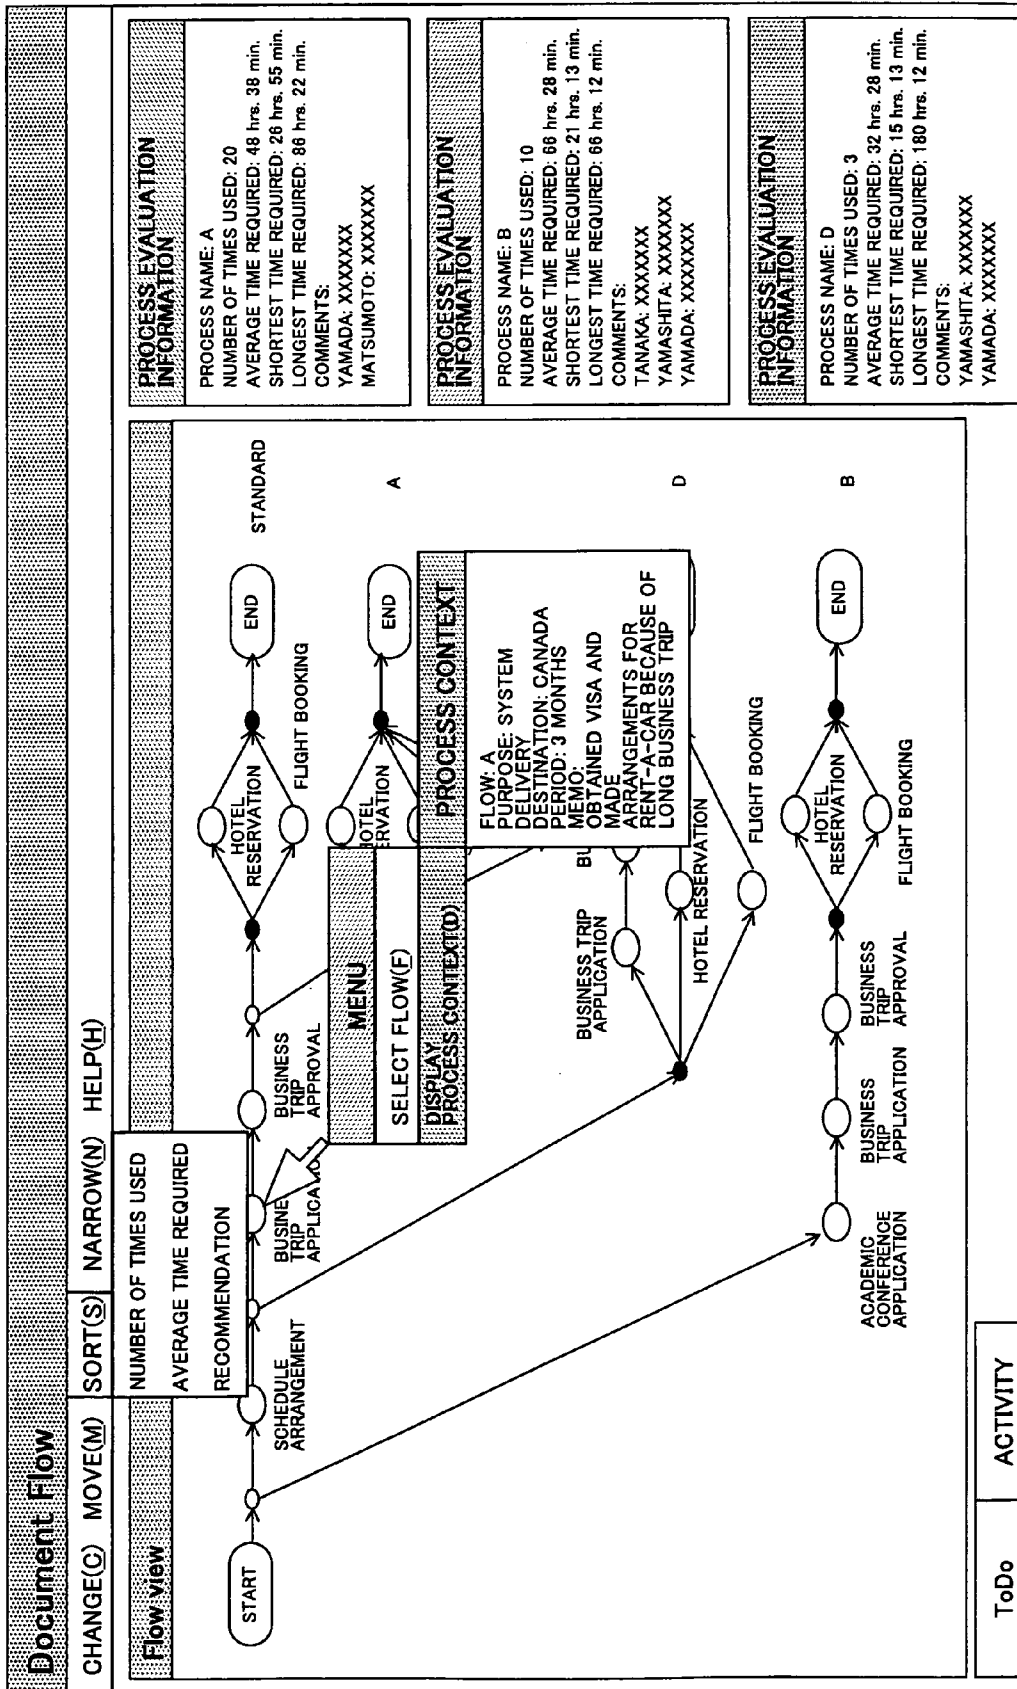 Document Flow
CHANGE(C) MOVE(M) SORT(S) NARROW(N) HELP(H)
NUMBER OF TIMES USED
AVERAGE TIME REQUIRED
RECOMMENDATION
Flow view
START
SCHEDULE
ARRANGEMENT
BUSINE
TRIP
APPLICATION
BUSINESS
TRIP
APPROVAL
HOTEL
RESERVATION
FLIGHT BOOKING
END
STANDARD
HOTEL
ERVATION
END
A
MENU
SELECT FLOW(F)
DISPLAY
PROCESS CONTEXT(D)
PROCESS CONTEXT
FLOW: A
PURPOSE: SYSTEM
DELIVERY
DESTINATION: CANADA
PERIOD: 3 MONTHS
MEMO:
OBTAINED VISA AND
MADE
ARRANGEMENTS FOR
RENT-A-CAR BECAUSE OF
LONG BUSINESS TRIP
BUSINESS TRIP
APPLICATION
BU
HOTEL RESERVATION
FLIGHT BOOKING
D
ACADEMIC
CONFERENCE
APPLICATION
BUSINESS
TRIP
APPLICATION
BUSINESS
TRIP
APPROVAL
HOTEL
RESERVATION
FLIGHT BOOKING
END
B
PROCESS EVALUATION
INFORMATION
PROCESS NAME: A
NUMBER OF TIMES USED: 20
AVERAGE TIME REQUIRED: 48 hrs. 38 min.
SHORTEST TIME REQUIRED: 26 hrs. 55 min.
LONGEST TIME REQUIRED: 86 hrs. 22 min.
COMMENTS:
YAMADA: XXXXXXX
MATSUMOTO: XXXXXXX
PROCESS EVALUATION
INFORMATION
PROCESS NAME: B
NUMBER OF TIMES USED: 10
AVERAGE TIME REQUIRED: 68 hrs. 28 min.
SHORTEST TIME REQUIRED: 21 hrs. 13 min.
LONGEST TIME REQUIRED: 66 hrs. 12 min.
COMMENTS:
TANAKA: XXXXXXX
YAMASHITA: XXXXXXX
YAMADA: XXXXXXX
PROCESS EVALUATION
INFORMATION
PROCESS NAME: D
NUMBER OF TIMES USED: 3
AVERAGE TIME REQUIRED: 32 hrs. 28 min.
SHORTEST TIME REQUIRED: 15 hrs. 13 min.
LONGEST TIME REQUIRED: 180 hrs. 12 min.
COMMENTS:
YAMASHITA: XXXXXXX
YAMADA: XXXXXXX
ToDo
ACTIVITY